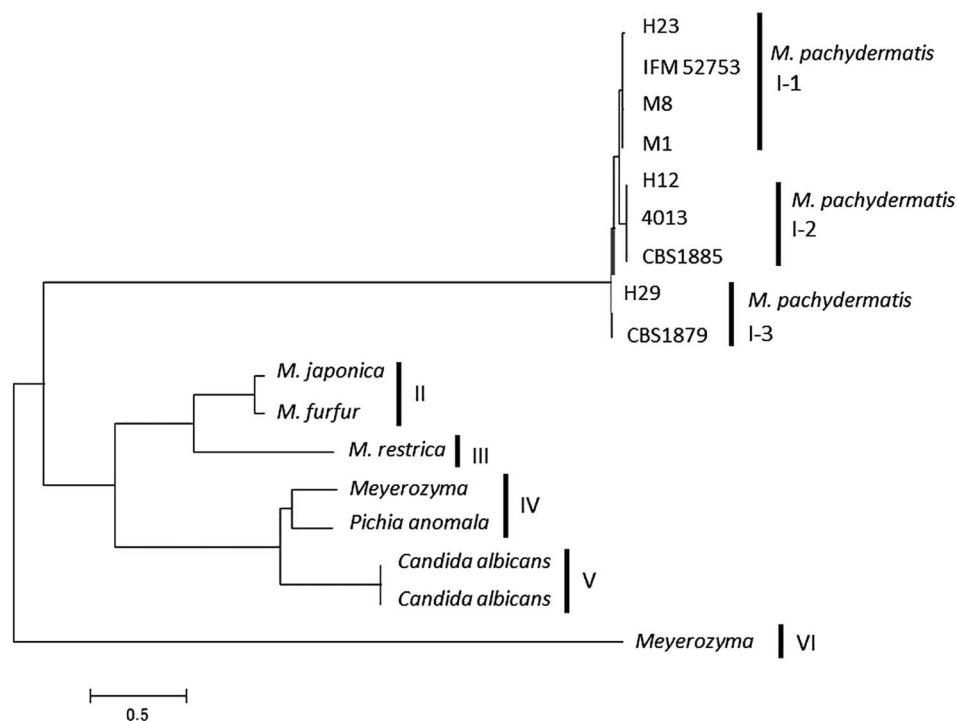 H23
IFM 52753
M8
M1
M. pachydermatis
I-1
H12
4013
CBS1885
M. pachydermatis
I-2
H29
CBS1879
M. pachydermatis
I-3
M. japonica
M. furfur
II
M. restrica
III
Meyerozyma
Pichia anomala
IV
Candida albicans
Candida albicans
V
Meyerozyma
VI
0.5